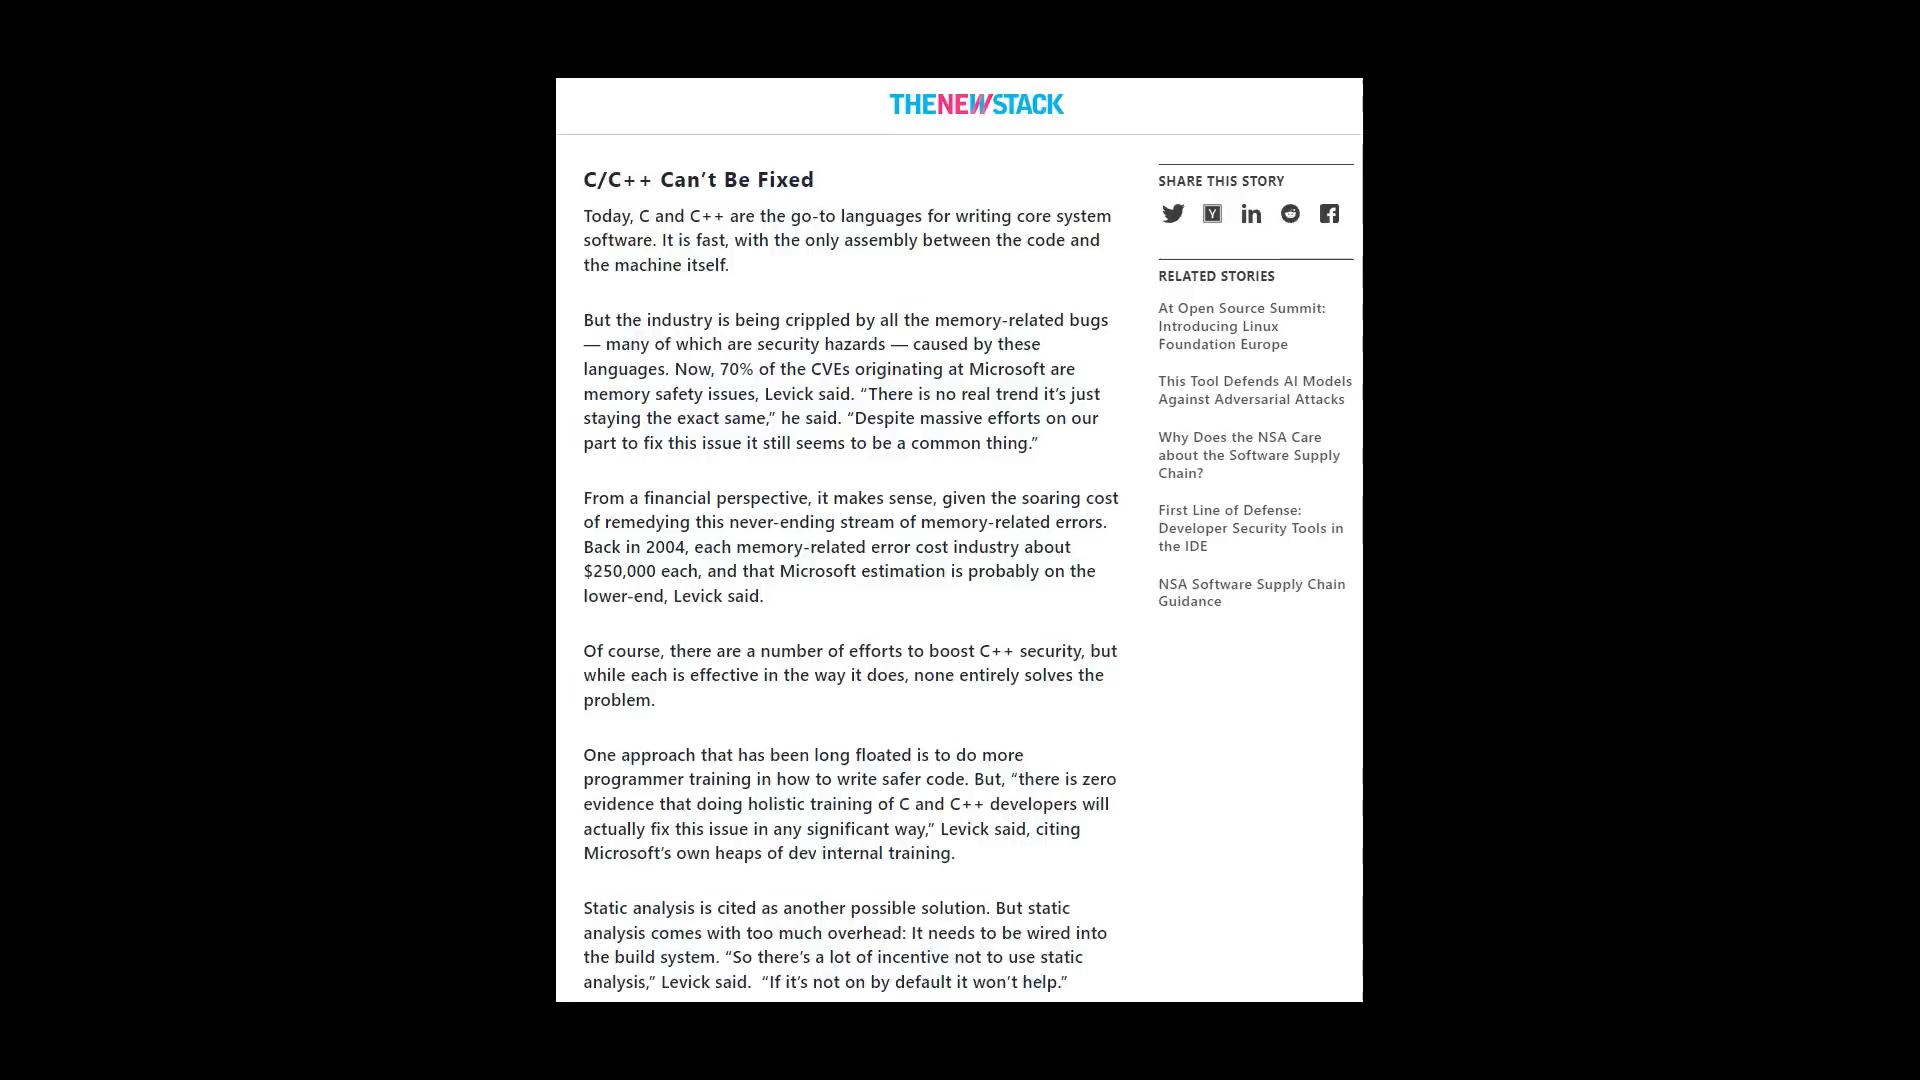 THENEWSTACK
C/C++ Can’t Be Fixed
Today, C and C++ are the go-to languages for writing core system
software. It is fast, with the only assembly between the code and
the machine itself.
But the industry is being crippled by all the memory-related bugs
— many of which are security hazards — caused by these
languages. Now, 70% of the CVEs originating at Microsoft are
memory safety issues, Levick said. “There is no real trend it’s just
staying the exact same,” he said. “Despite massive efforts on our
part to fix this issue it still seems to be a common thing.”
From a financial perspective, it makes sense, given the soaring cost
of remedying this never-ending stream of memory-related errors.
Back in 2004, each memory-related error cost industry about
$250,000 each, and that Microsoft estimation is probably on the
lower-end, Levick said.
Of course, there are a number of efforts to boost C++ security, but
while each is effective in the way it does, none entirely solves the
problem.
One approach that has been long floated is to do more
programmer training in how to write safer code. But, “there is zero
evidence that doing holistic training of C and C++ developers will
actually fix this issue in any significant way,” Levick said, citing
Microsoft’s own heaps of dev internal training.
Static analysis is cited as another possible solution. But static
analysis comes with too much overhead: It needs to be wired into
the build system. “So there’s a lot of incentive not to use static
analysis,” Levick said.  “If it’s not on by default it won’t help.”
SHARE THIS STORY
RELATED STORIES
At Open Source Summit:
Introducing Linux
Foundation Europe
This Tool Defends AI Models
Against Adversarial Attacks
Why Does the NSA Care
about the Software Supply
Chain?
First Line of Defense:
Developer Security Tools in
the IDE
NSA Software Supply Chain
Guidance